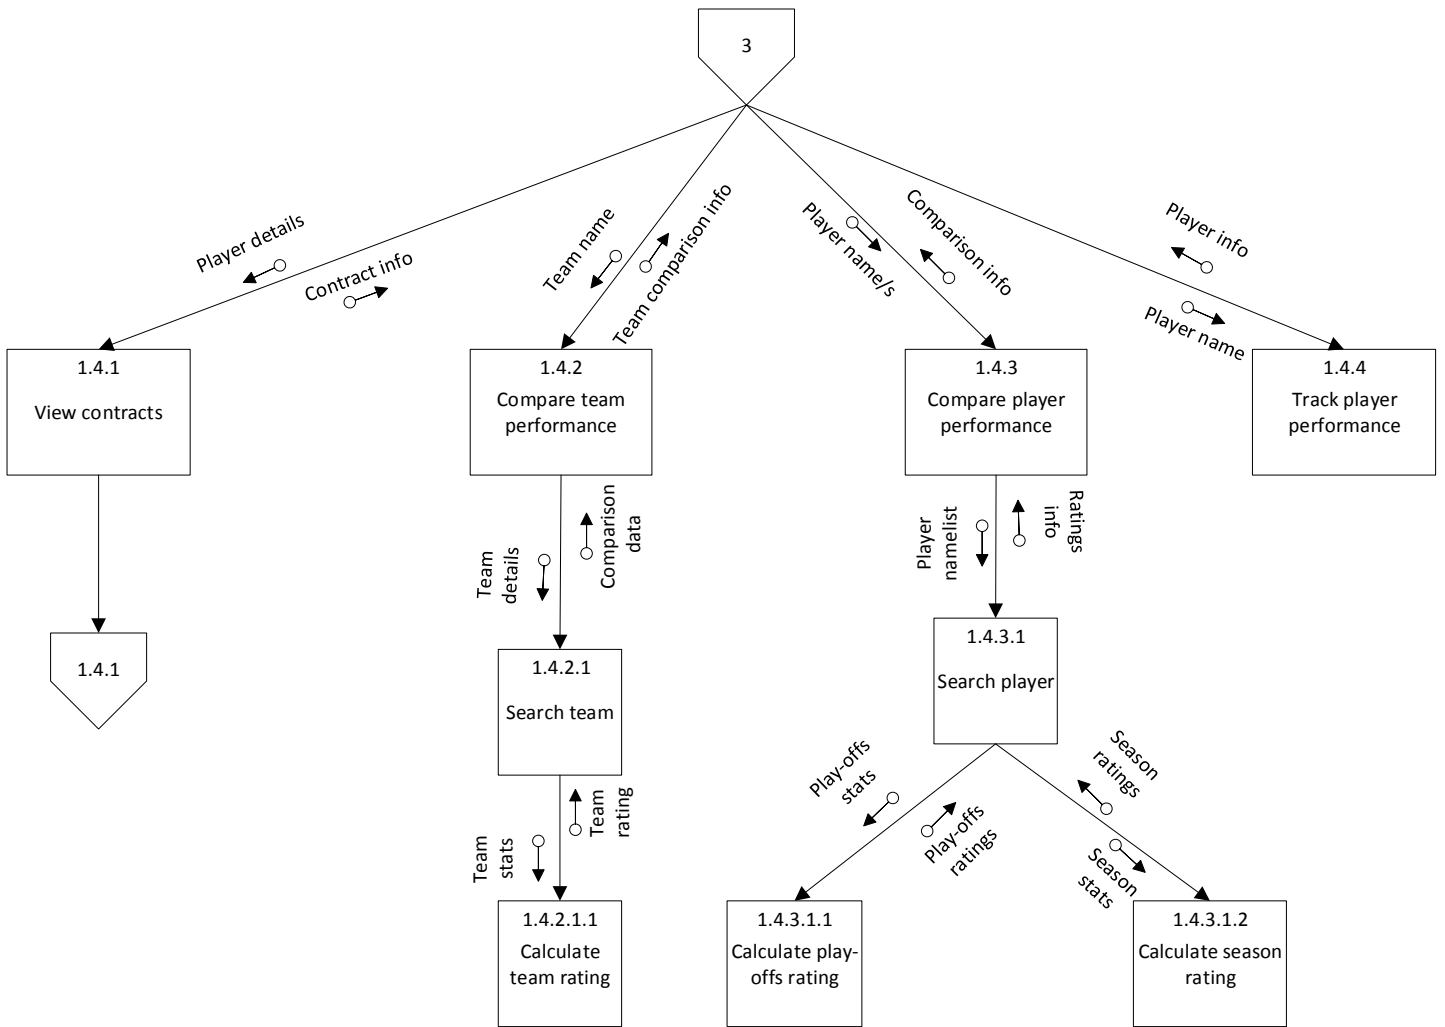 3
Player details
Contract info
Team name
Team comparison info
Player name/s
Comparison info
Player info
Player name
1.4.1
View contracts
1.4.2
Compare team
performance
1.4.3
Compare player
performance
1.4.4
Track player
performance
Team
details
Comparison
data
Player
namelist
Ratings
info
1.4.1
1.4.2.1
Search team
1.4.3.1
Search player
Team
stats
Team
rating
Play-offs
stats
Play-offs
ratings
Season
ratings
Season
stats
1.4.2.1.1
Calculate
team rating
1.4.3.1.1
Calculate play-
offs rating
1.4.3.1.2
Calculate season
rating